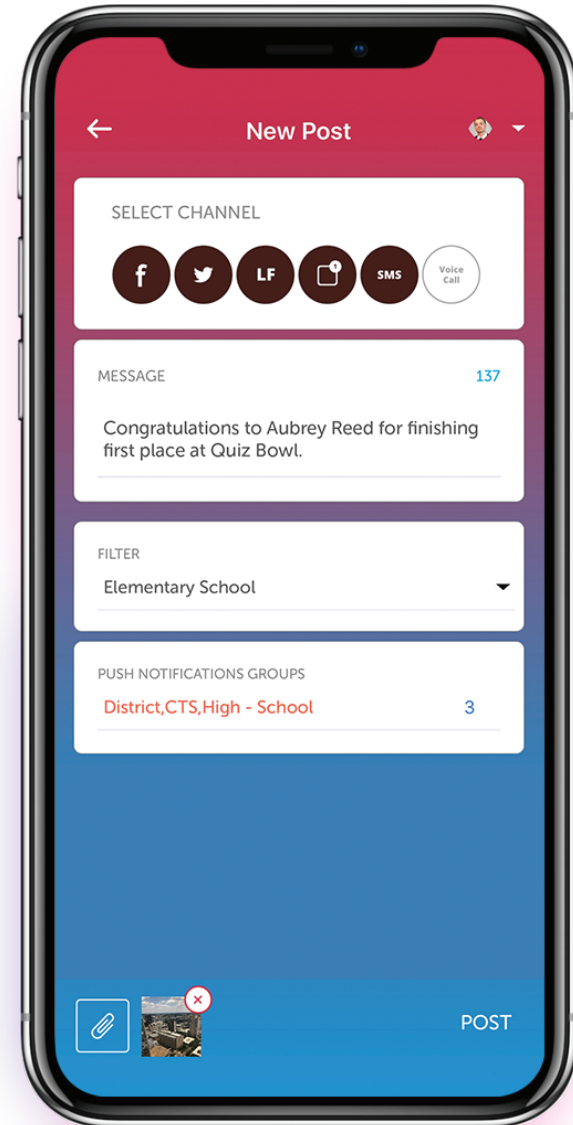 New Post
SELECT CHANNEL
f
LF
1
SMS
Voice
Call
MESSAGE
137
Congratulations to Aubrey Reed for finishing
first place at Quiz Bowl.
FILTER
Elementary School
PUSH NOTIFICATIONS GROUPS
District,CTS,High - School
3
POST